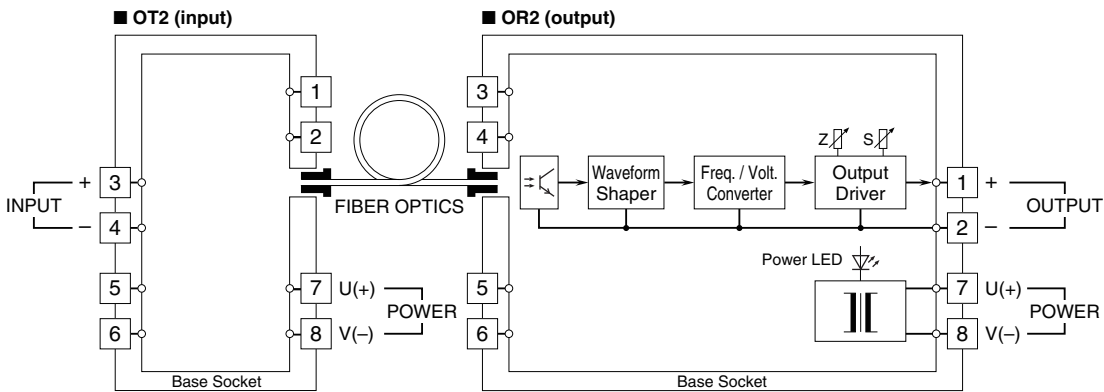 ■ OT2 (input)
■ OR2 (output)
1
2
3
4
5
6
7
8
+
−
INPUT
U(+)
V(−)
POWER
Base Socket
FIBER OPTICS
3
4
5
6
Waveform
Shaper
Freq. / Volt.
Converter
Output
Driver
Z
S
Power LED
1
2
+
−
OUTPUT
7
8
U(+)
V(−)
POWER
Base Socket